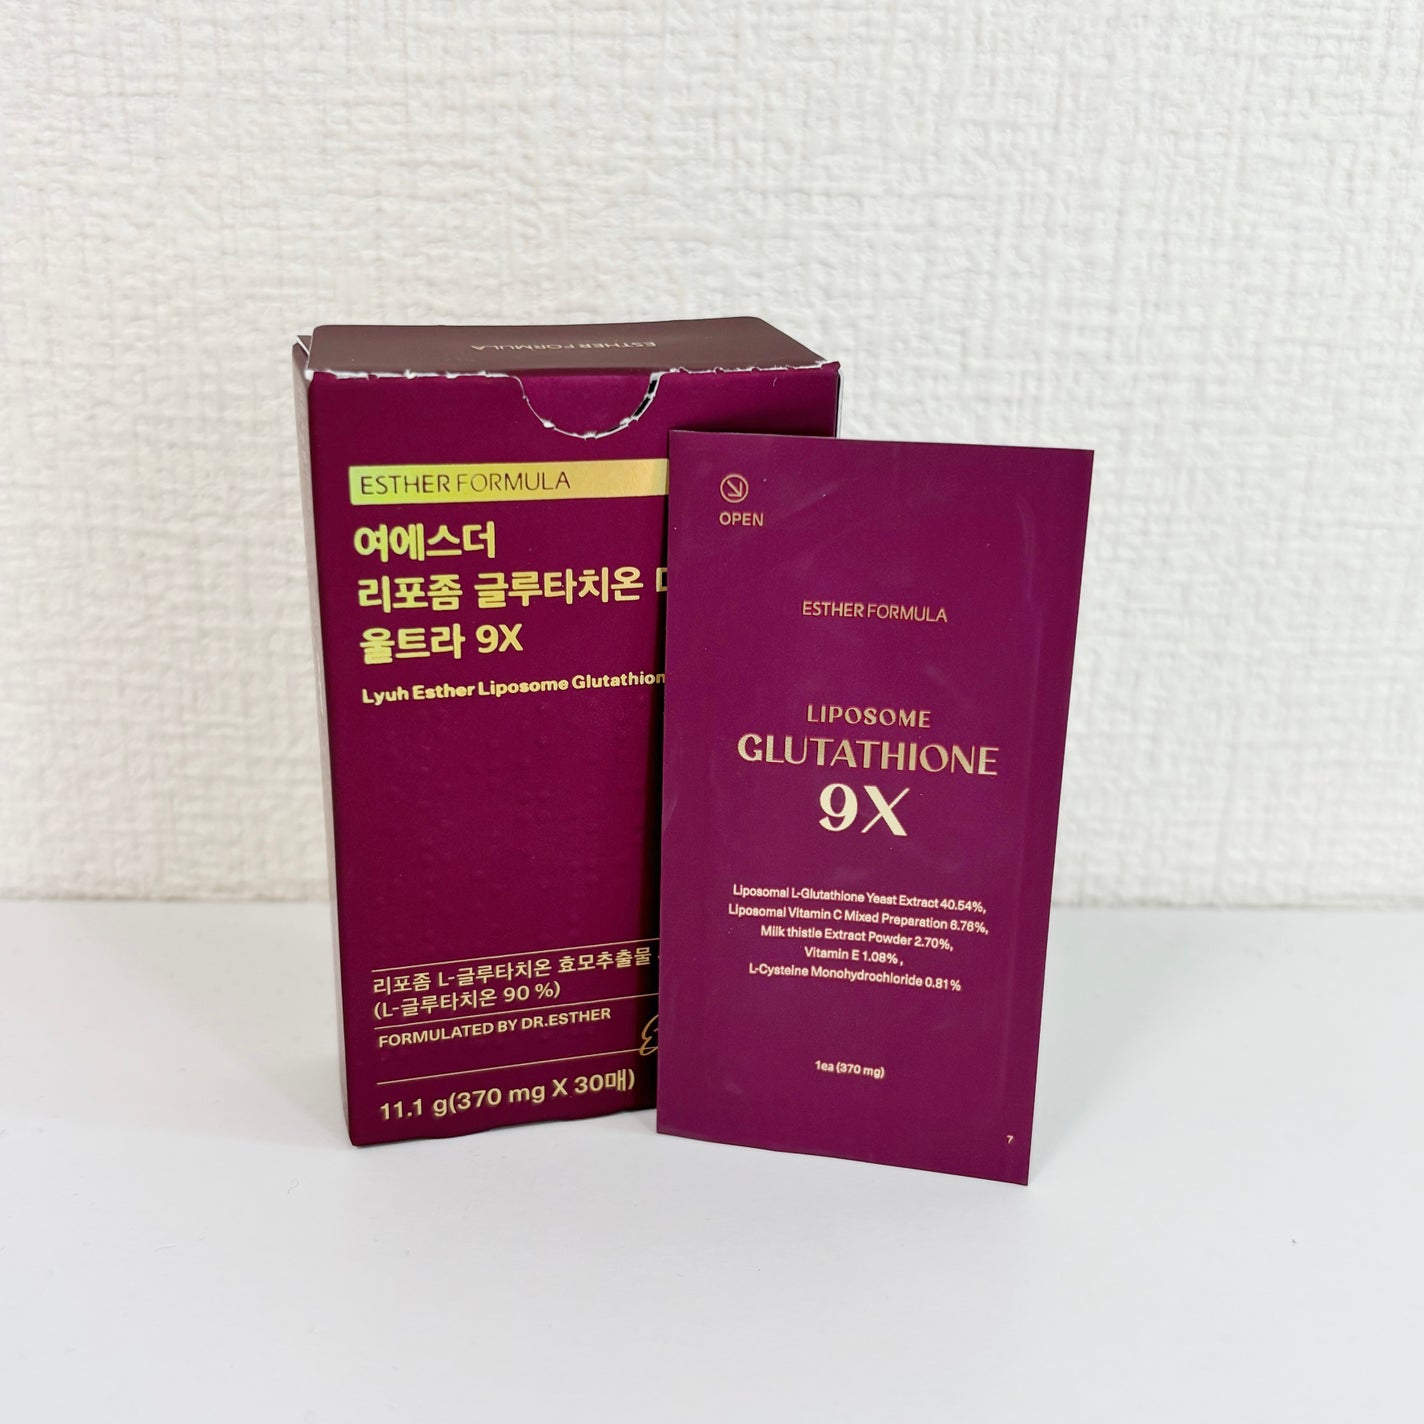 ESTHER FORMULA
ESTHER FORMULA
여에스더
리포좀 글루타치온
울트라 9X
Lyuh Esther Liposome Glutathion
리포좀 L-글루타치온 효모추출물
(L-글루타치온 90 %)
FORMULATED BY DR.ESTHER
11.1 g(370 mg X 30매)
OPEN
ESTHER FORMULA
LIPOSOME
GLUTATHIONE
9X
Liposomal L-Glutathione Yeast Extract 40.54%,
Liposomal Vitamin C Mixed Preparation 6.76%,
Milk thistle Extract Powder 2.70%,
Vitamin E 1.08% ,
L-Cysteine Monohydrochloride 0.81%
1ea (370 mg)
7